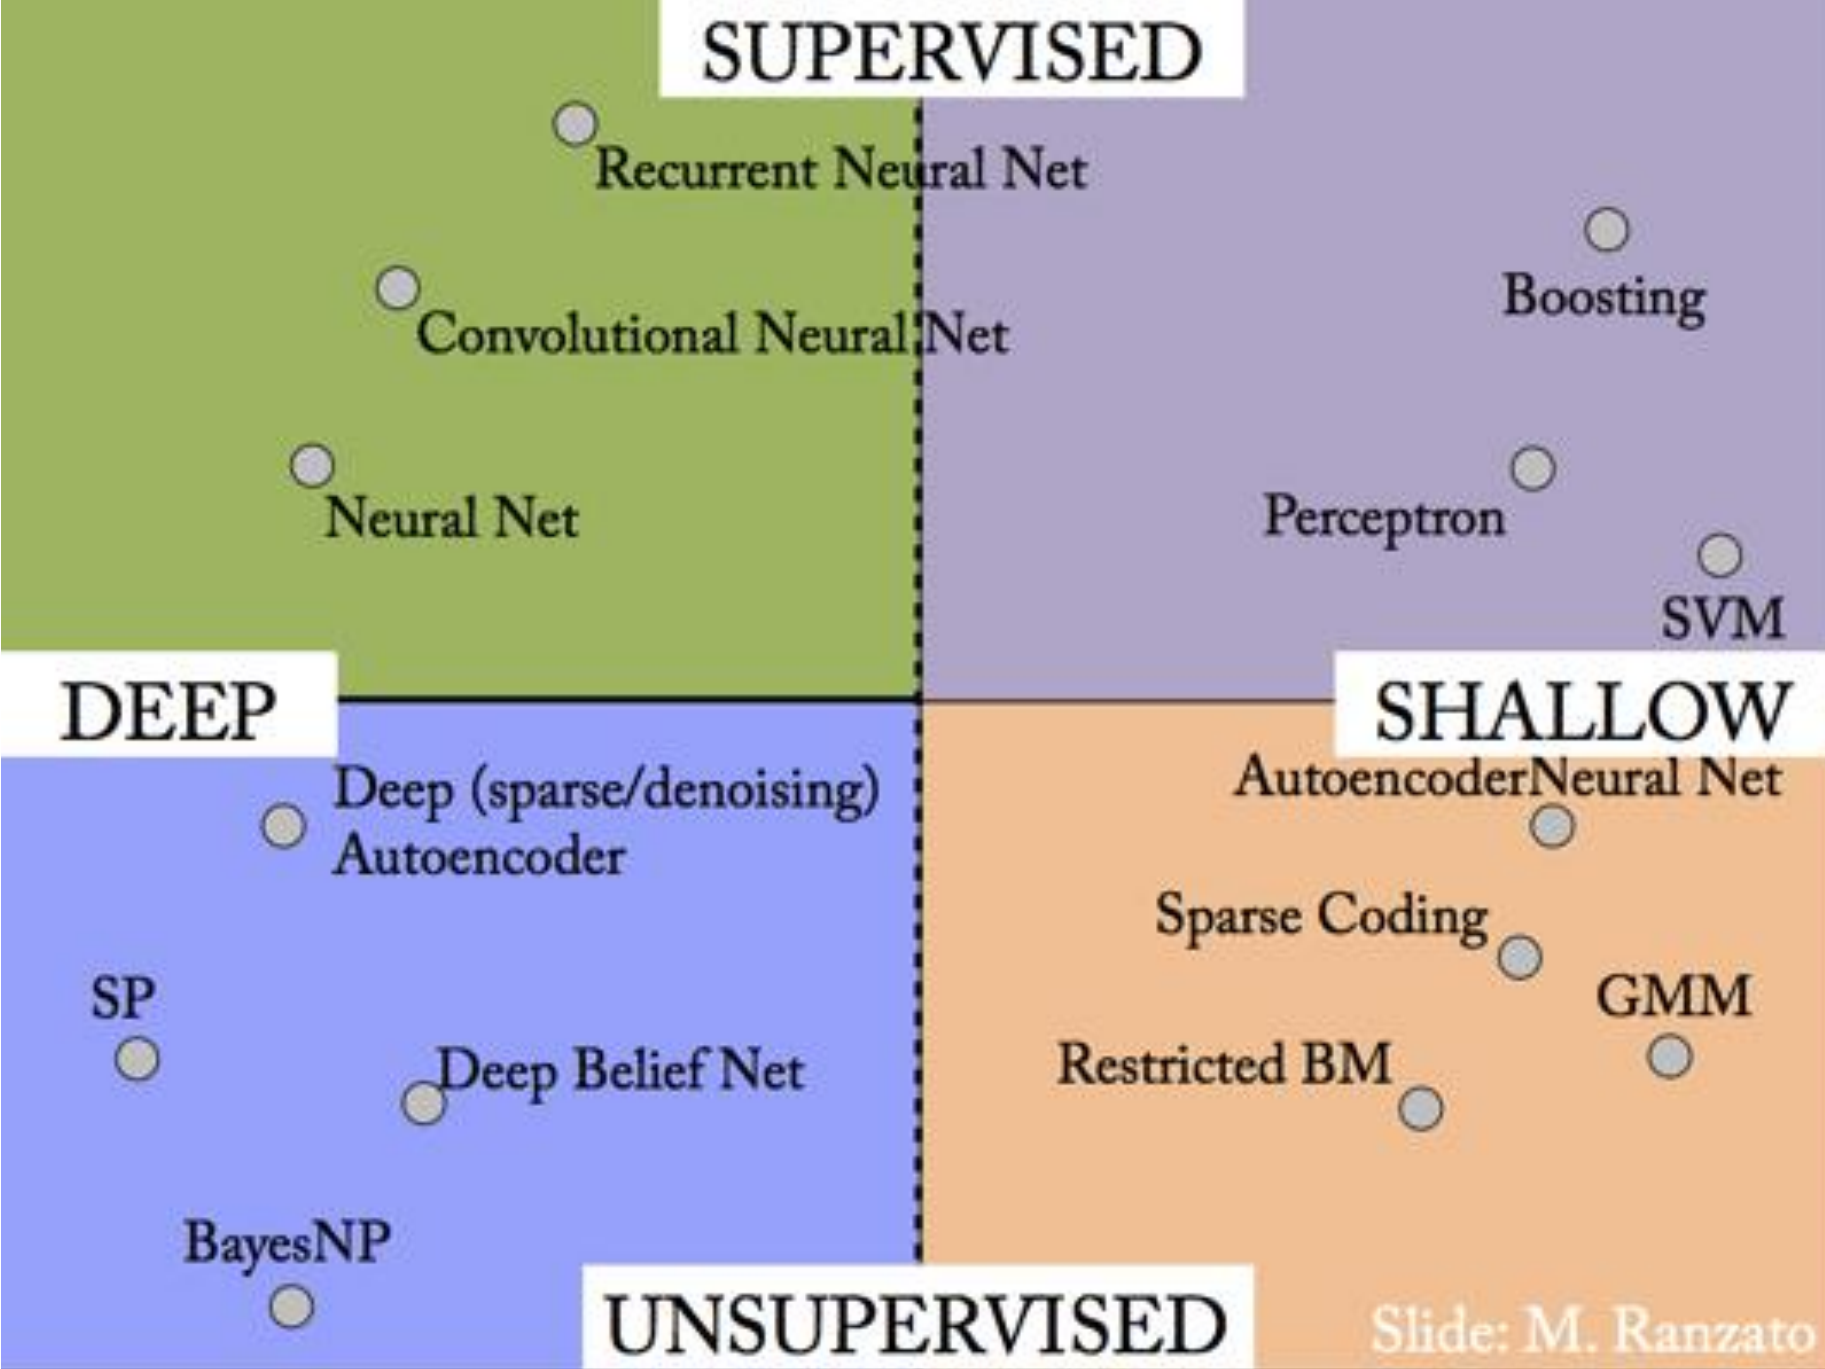 SUPERVISED
Recurrent Neural Net
Boosting
Convolutional Neural Net
Neural Net
Perceptron
SVM
DEEP
SHALLOW
Deep (sparse/denoising)
Autoencoder
AutoencoderNeural Net
Sparse Coding
SP
GMM
Deep Belief Net
Restricted BM
BayesNP
UNSUPERVISED
Slide: M. Ranzato